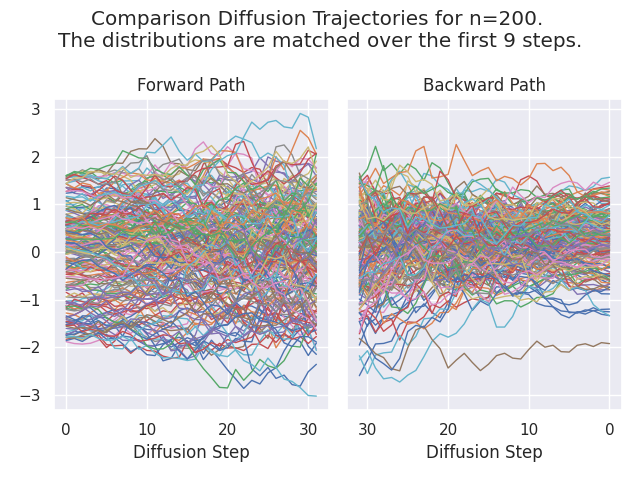 Comparison Diffusion Trajectories for n=200.
The distributions are matched over the first 9 steps.
Forward Path
Backward Path
3
2
1
0
−1
−2
−3
0 10 20 30
30 20 10 0
Diffusion Step
Diffusion Step